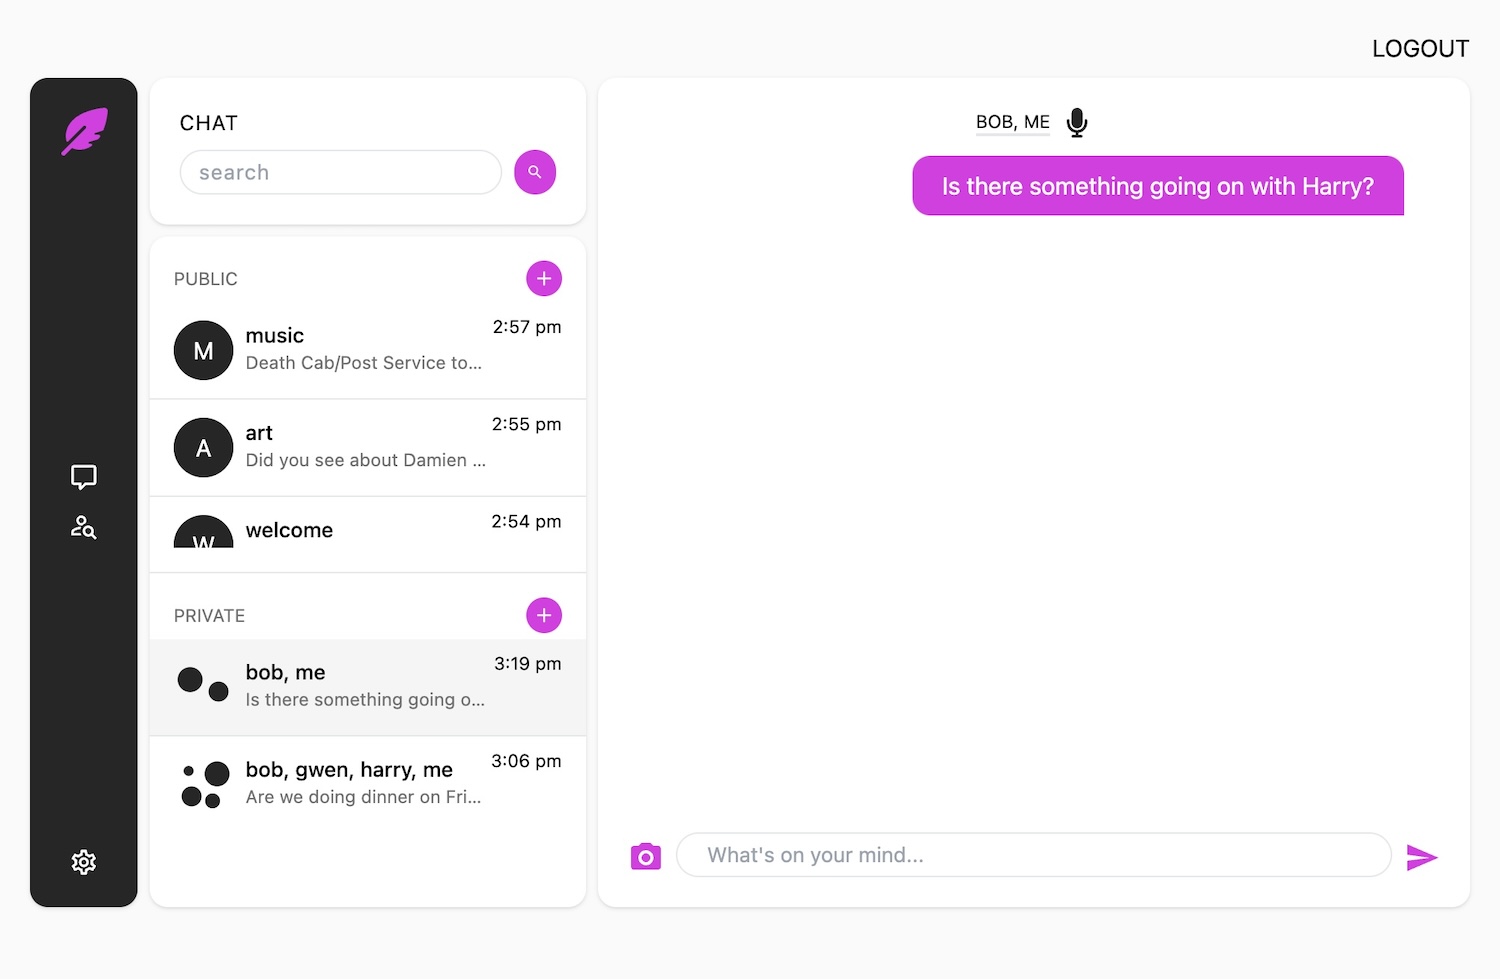 LOGOUT
CHAT
search
PUBLIC
M
music
2:57 pm
Death Cab/Post Service to...
A
art
2:55 pm
Did you see about Damien ...
W
welcome
2:54 pm
PRIVATE
bob, me
3:19 pm
Is there something going o...
bob, gwen, harry, me
3:06 pm
Are we doing dinner on Fri...
BOB, ME
Is there something going on with Harry?
What's on your mind...